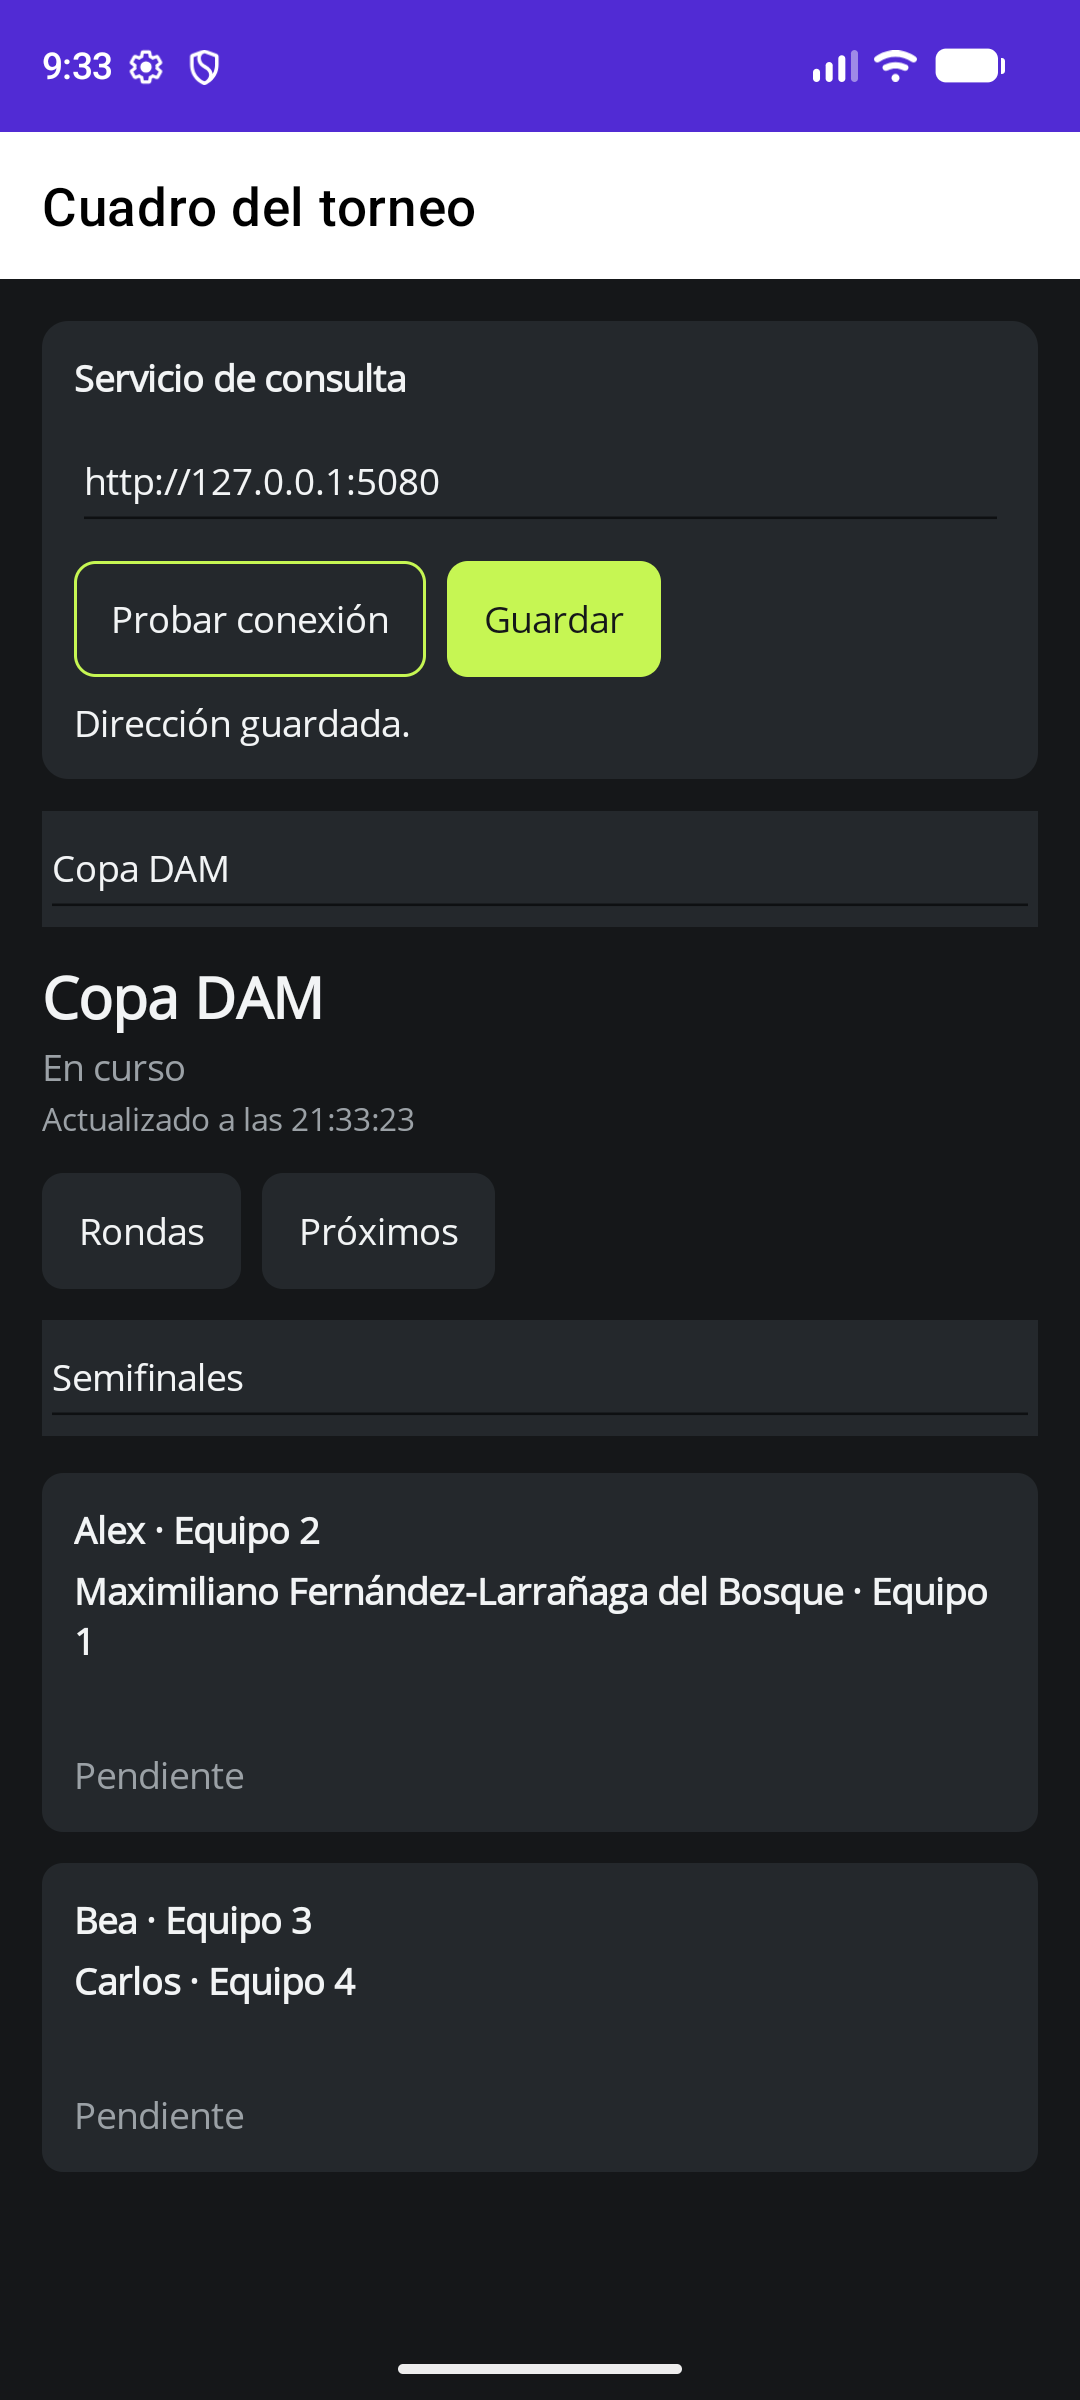 9:33
Cuadro del torneo
Servicio de consulta
http://127.0.0.1:5080
Probar conexión
Guardar
Dirección guardada.
Copa DAM
Copa DAM
En curso
Actualizado a las 21:33:23
Rondas
Próximos
Semifinales
Alex · Equipo 2
Maximiliano Fernández-Larrañaga del Bosque · Equipo
1
Pendiente
Bea · Equipo 3
Carlos · Equipo 4
Pendiente